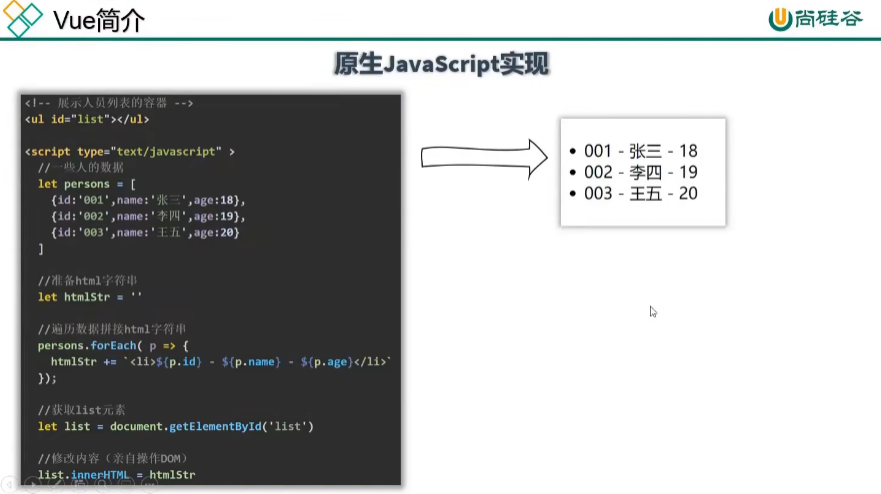 Vue简介
尚硅谷
原生JavaScript实现
<!-- 展示人员列表的容器 -->
<ul id="list"></ul>
<script type="text/javascript" >
//一些人的数据
let persons = [
{id:'001',name:'张三',age:18},
{id:'002',name:'李四',age:19},
{id:'003',name:'王五',age:20}
]
//准备html字符串
let htmlStr = ''
//遍历数据拼接html字符串
persons.forEach( p => {
htmlStr += `<li>${p.id} - ${p.name} - ${p.age}</li>`
});
//获取list元素
let list = document.getElementById('list')
//修改内容（亲自操作DOM）
list.innerHTML = htmlStr
• 001 - 张三 - 18
• 002 - 李四 - 19
• 003 - 王五 - 20